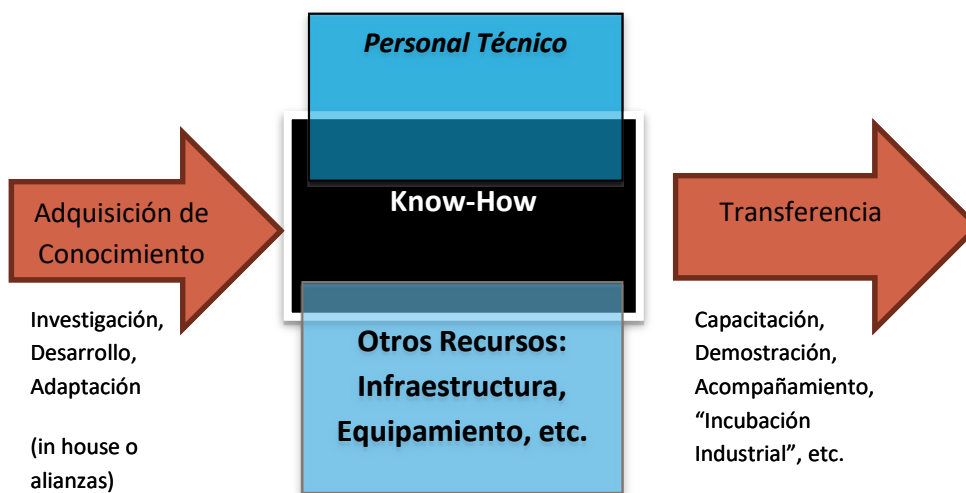 Personal Técnico
Know-How
Adquisición de
Conocimiento
Transferencia
Investigación,
Desarrollo,
Adaptación
(in house o
alianzas)
Otros Recursos:
Infraestructura,
Equipamiento, etc.
Capacitación,
Demostración,
Acompañamiento,
“Incubación
Industrial”, etc.